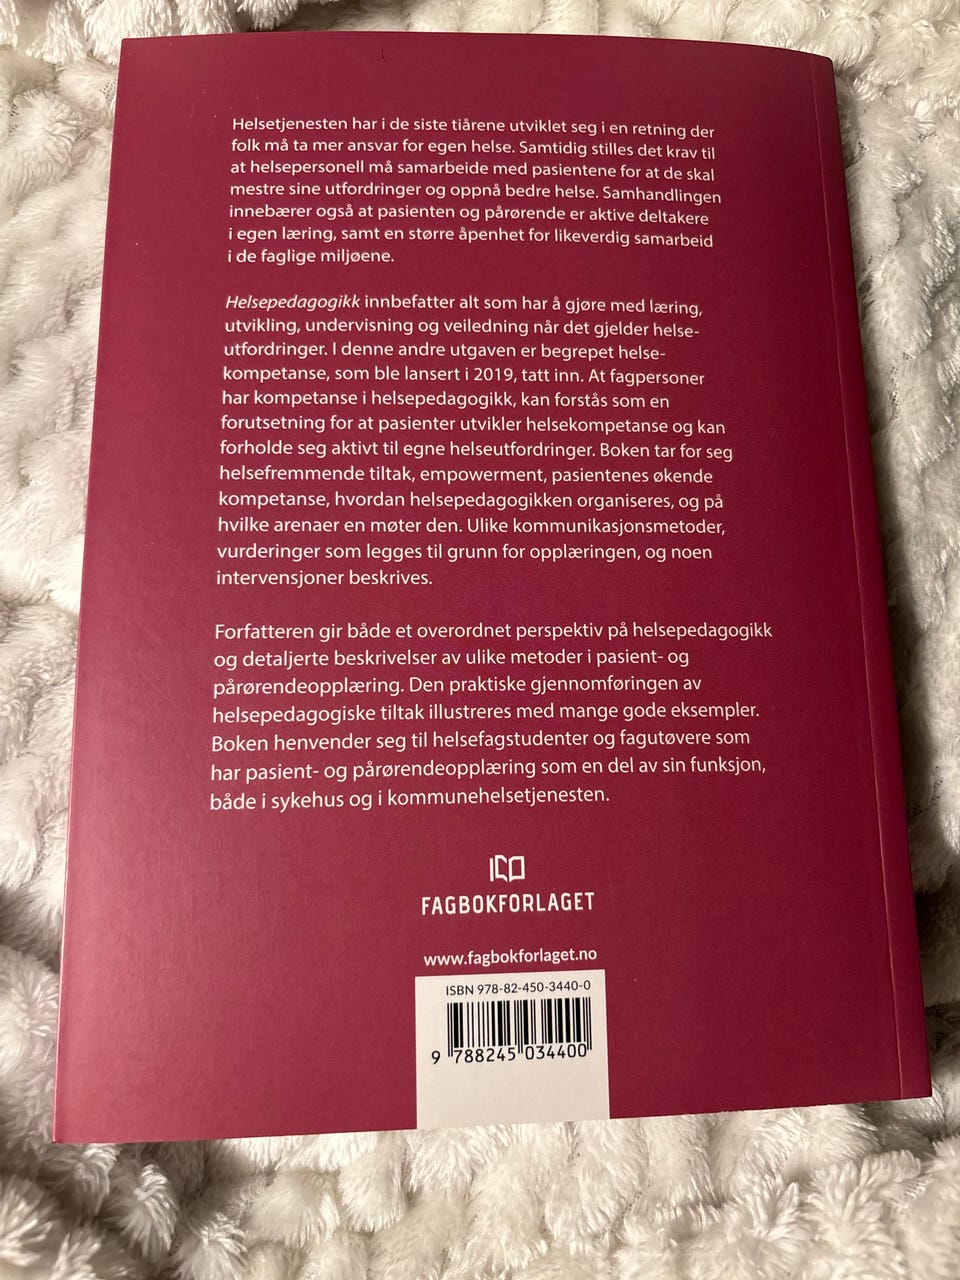 Helsetjenesten har i de siste tiårene utviklet seg i en retning der
folk må ta mer ansvar for egen helse. Samtidig stilles det krav til
at helsepersonell må samarbeide med pasientene for at de skal
mestre sine utfordringer og oppnå bedre helse. Samhandlingen
innebærer også at pasienten og pårørende er aktive deltakere
i egen læring, samt en større åpenhet for likeverdig samarbeid
i de faglige miljøene.
Helsepedagogikk innbefatter alt som har å gjøre med læring,
utvikling, undervisning og veiledning når det gjelder helse-
utfordringer. I denne andre utgaven er begrepet helse-
kompetanse, som ble lansert i 2019, tatt inn. At fagpersoner
har kompetanse i helsepedagogikk, kan forstås som en
forutsetning for at pasienter utvikler helsekompetanse og kan
forholde seg aktivt til egne helseutfordringer. Boken tar for seg
helsefremmende tiltak, empowerment, pasientenes økende
kompetanse, hvordan helsepedagogikken organiseres, og på
hvilke arenaer en møter den. Ulike kommunikasjonsmetoder,
vurderinger som legges til grunn for opplæringen, og noen
intervensjoner beskrives.
Forfatteren gir både et overordnet perspektiv på helsepedagogikk
og detaljerte beskrivelser av ulike metoder i pasient- og
pårørendeopplæring. Den praktiske gjennomføringen av
helsepedagogiske tiltak illustreres med mange gode eksempler.
Boken henvender seg til helsefagstudenter og fagutøvere som
har pasient- og pårørendeopplæring som en del av sin funksjon,
både i sykehus og i kommunehelsetjenesten.
FAGBOKFORLAGET
www.fagbokforlaget.no
ISBN 978-82-450-3440-0
9 788245 034400